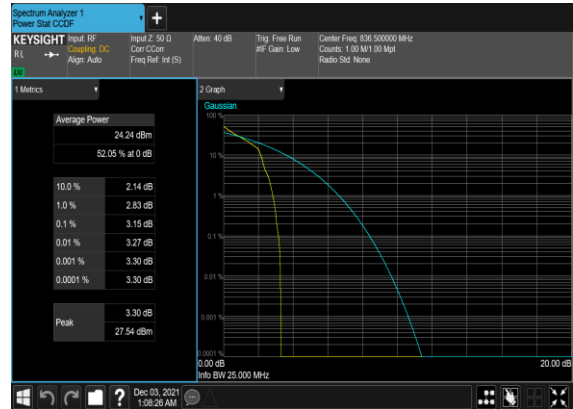 Spectrum Analyzer 1
Power Stat CCDF
KEYSIGHT
RL
LW
Input: RF
Coupling: DC
Align: Auto
Input Z: 50 Ω
Corr CCorr
Freq Ref: Int (S)
Atten: 40 dB
Trig: Free Run
#IF Gain: Low
Center Freq: 836.500000 MHz
Counts: 1.00 M/1.00 Mpt
Radio Std: None
1 Metrics
Average Power
24.24 dBm
52.05 % at 0 dB
10.0 % 2.14 dB
1.0 % 2.83 dB
0.1 % 3.15 dB
0.01 % 3.27 dB
0.001 % 3.30 dB
0.0001 % 3.30 dB
Peak
3.30 dB
27.54 dBm
2 Graph
Gaussian
100 %
10 %
1 %
0.1 %
0.01 %
0.001 %
0.0001 %
0.00 dB
20.00 dB
Info BW 25.000 MHz
?
Dec 03, 2021
1:08:26 AM